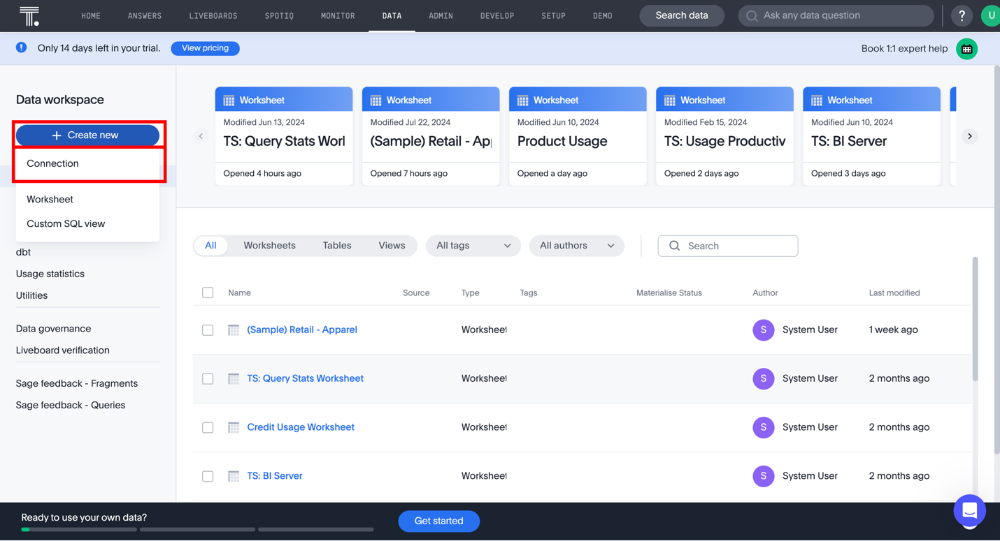 T.
HOME ANSWERS LIVEBOARDS SPOTIQ MONITOR DATA ADMIN DEVELOP SETUP DEMO Search data Ask any data question ? U
! Only 14 days left in your trial. View pricing Book 1:1 expert help
Data workspace
+ Create new
Connection
Worksheet
Custom SQL view
dbt
Usage statistics
Utilities
Data governance
Liveboard verification
Sage feedback - Fragments
Sage feedback - Queries
Worksheet
Modified Jun 13, 2024
TS: Query Stats Worl
Opened 4 hours ago
Worksheet
Modified Jul 22, 2024
(Sample) Retail - Ap
Opened 7 hours ago
Worksheet
Modified Jun 10, 2024
Product Usage
Opened a day ago
Worksheet
Modified Feb 15, 2024
TS: Usage Productiv
Opened 2 days ago
Worksheet
Modified Jun 10, 2024
TS: BI Server
Opened 3 days ago
All Worksheets Tables Views All tags All authors Search
Name Source Type Tags Materialise Status Author Last modified
(Sample) Retail - Apparel Worksheet S System User 1 week ago
TS: Query Stats Worksheet Worksheet S System User 2 months ago
Credit Usage Worksheet Worksheet S System User 2 months ago
TS: BI Server Worksheet S System User 2 months ago
Ready to use your own data? Get started